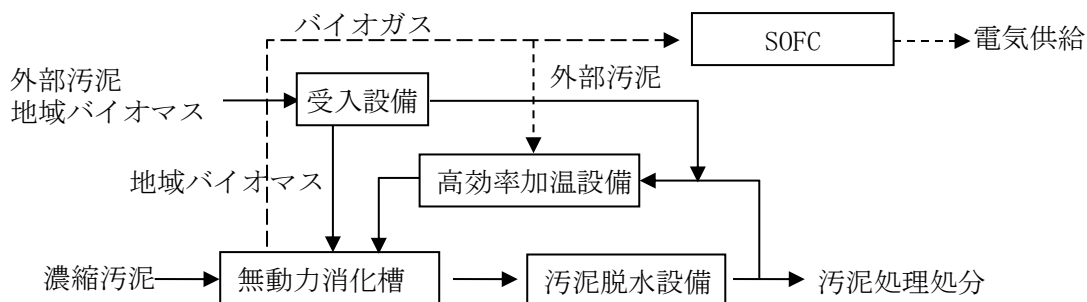 バイオガス
SOFC
電気供給
外部汚泥
地域バイオマス
受入設備
外部汚泥
地域バイオマス
高効率加温設備
濃縮汚泥
無動力消化槽
汚泥脱水設備
汚泥処理処分